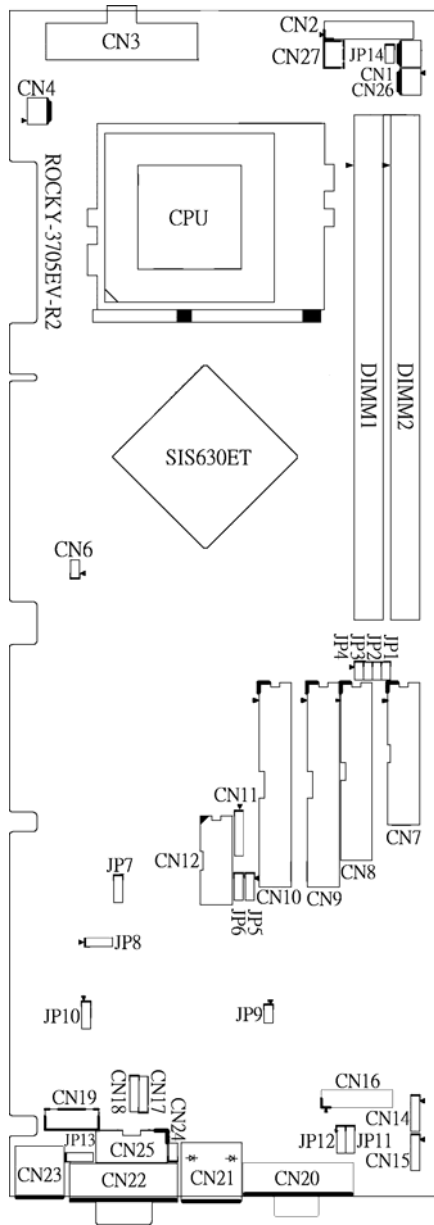 CN2
CN3
CN27
JP14
CN1
CN26
CN4
ROCKY-3705EV-R2
CPU
DIMM1
DIMM2
SIS630ET
CN6
JP4
JP3
JP2
JP1
CN11
CN12
CN7
CN8
CN9
CN10
JP6
JP5
JP7
JP8
JP10
JP9
CN18
CN17
CN16
CN19
CN24
CN14
JP13
CN25
JP12
JP11
CN15
CN23
CN22
CN21
CN20